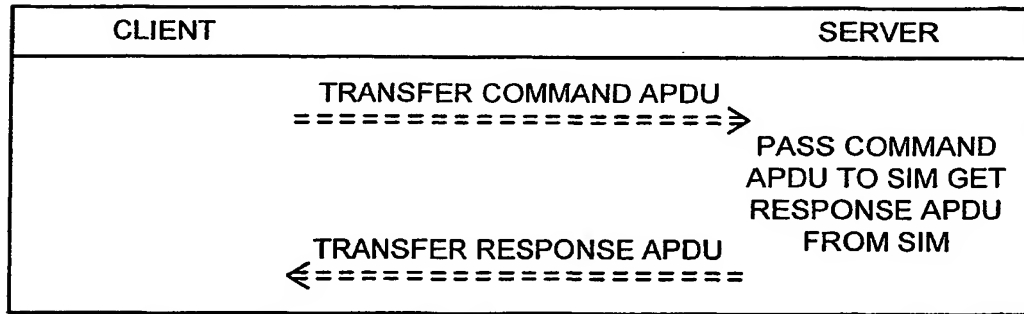 CLIENT
SERVER
TRANSFER COMMAND APDU
PASS COMMAND
APDU TO SIM GET
RESPONSE APDU
FROM SIM
TRANSFER RESPONSE APDU